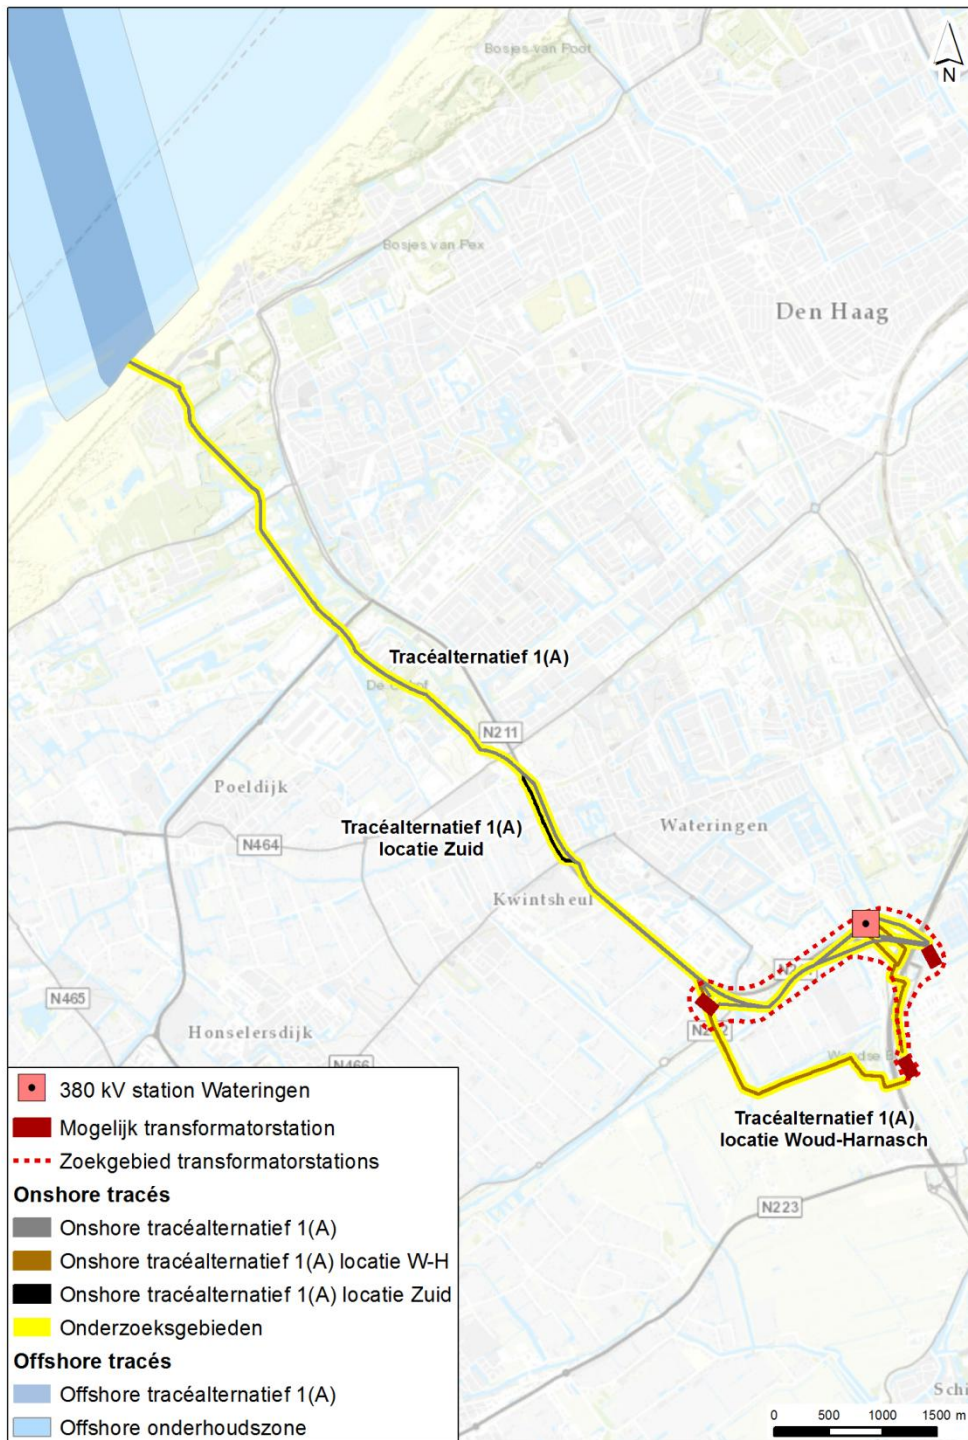 Bosjes van Poot
N
Bosjes van Pex
Den Haag
Tracéalternatief 1(A)
N211
Poeldijk
Tracéalternatief 1(A)
locatie Zuid
Wateringen
N464
Kwintsheul
N465
Honselersdijk
N466
Tracéalternatief 1(A)
locatie Woud-Harnasch
N223
380 kV station Wateringen
Mogelijk transformatorstation
Zoekgebied transformatorstations
Onshore tracés
Onshore tracéalternatief 1(A)
Onshore tracéalternatief 1(A) locatie W-H
Onshore tracéalternatief 1(A) locatie Zuid
Onderzoeksgebieden
Offshore tracés
Offshore tracéalternatief 1(A)
Offshore onderhoudszone
Schi
0 500 1000 1500 m